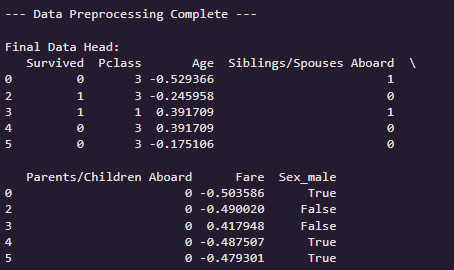 --- Data Preprocessing Complete ---
Final Data Head:
Survived Pclass Age Siblings/Spouses Aboard \
0 0 3 -0.529366 1
2 1 3 -0.245958 0
3 1 1 0.391709 1
4 0 3 0.391709 0
5 0 3 -0.175106 0
Parents/Children Aboard Fare Sex_male
0 0 -0.503586 True
2 0 -0.490020 False
3 0 0.417948 False
4 0 -0.487507 True
5 0 -0.479301 True